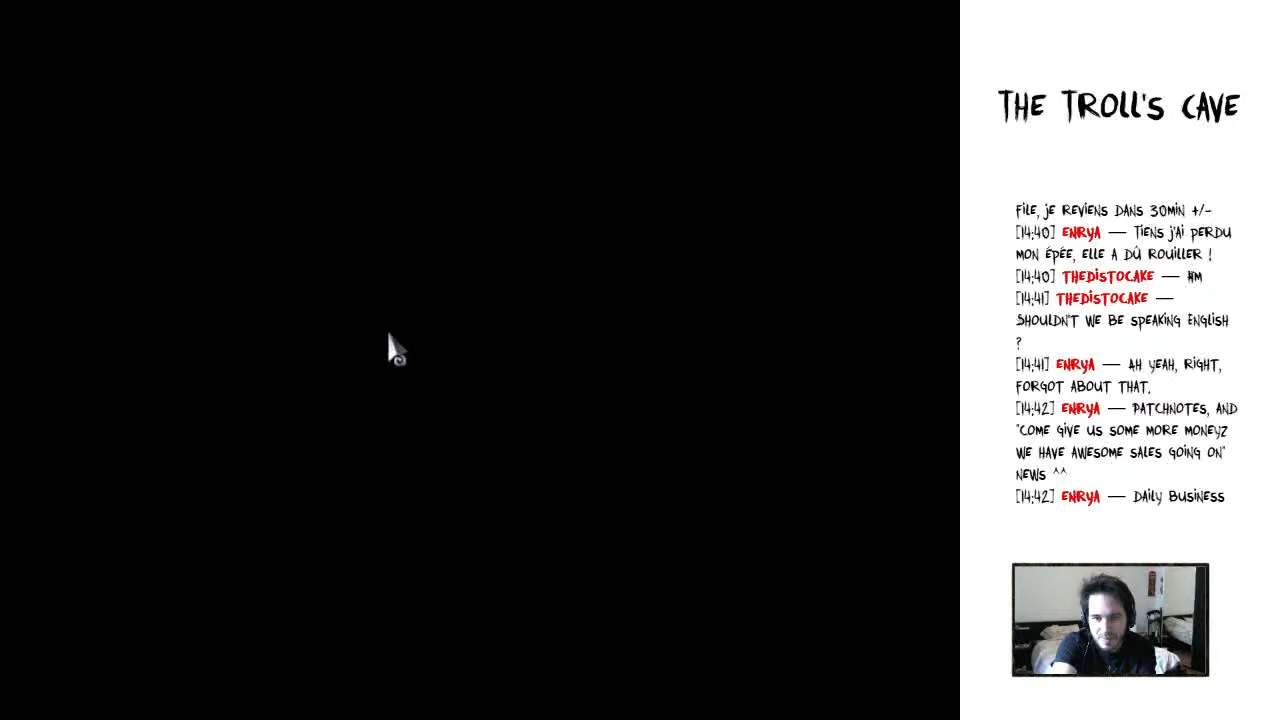 THE TROLL'S CAVE
FILE, JE REVIENS DANS 30MIN +/-
[14:40] ENRYA — TIENS J'AI PERDU
MON ÉPÉE, ELLE A DÛ ROUILLER !
[14:40] THEDISTOCAKE — HM
[14:41] THEDISTOCAKE —
SHOULDN'T WE BE SPEAKING ENGLISH
?
[14:41] ENRYA — AH YEAH, RIGHT,
FORGOT ABOUT THAT.
[14:42] ENRYA — PATCHNOTES, AND
"COME GIVE US SOME MORE MONEYZ
WE HAVE AWESOME SALES GOING ON"
NEWS ^^
[14:42] ENRYA — DAILY BUSINESS